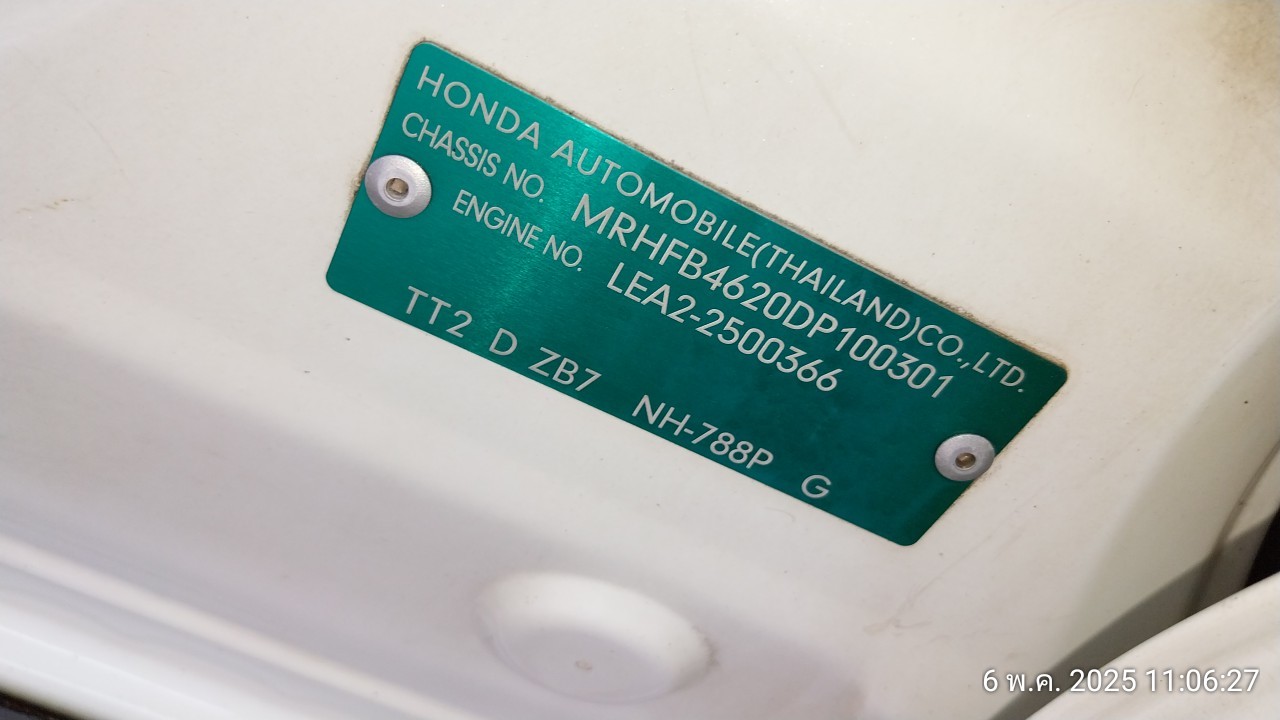 HONDA AUTOMOBILE(THAILAND)CO.,LTD.
CHASSIS NO. MRHFB4620DP100301
ENGINE NO. LEA2-2500366
TT2 D ZB7 NH-788P G
6 พ.ค. 2025 11:06:27